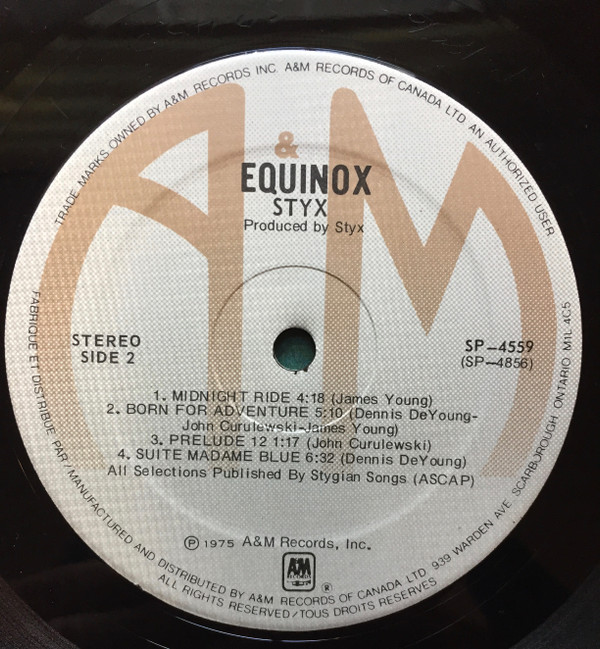 TRADE MARKS OWNED BY A&M RECORDS INC. A&M RECORDS OF CANADA LTD AN AUTHORIZED USER
A & M
EQUINOX
STYX
Produced by Styx
STEREO
SIDE 2
SP-4559
(SP-4856)
1. MIDNIGHT RIDE 4:18 (James Young)
2. BORN FOR ADVENTURE 5:10 (Dennis DeYoung-
John Curulewski-James Young)
3. PRELUDE 12 1:17 (John Curulewski)
4. SUITE MADAME BLUE 6:32 (Dennis DeYoung)
All Selections Published By Stygian Songs (ASCAP)
Ⓟ 1975 A&M Records, Inc.
A&M
RECORDS
®
FABRIQUE ET DISTRIBUE PAR/MANUFACTURED AND DISTRIBUTED BY A&M RECORDS OF CANADA LTD. 939 WARDEN AVE. SCARBOROUGH ONTARIO M1L 4C5
ALL RIGHTS RESERVED/TOUS DROITS RESERVES